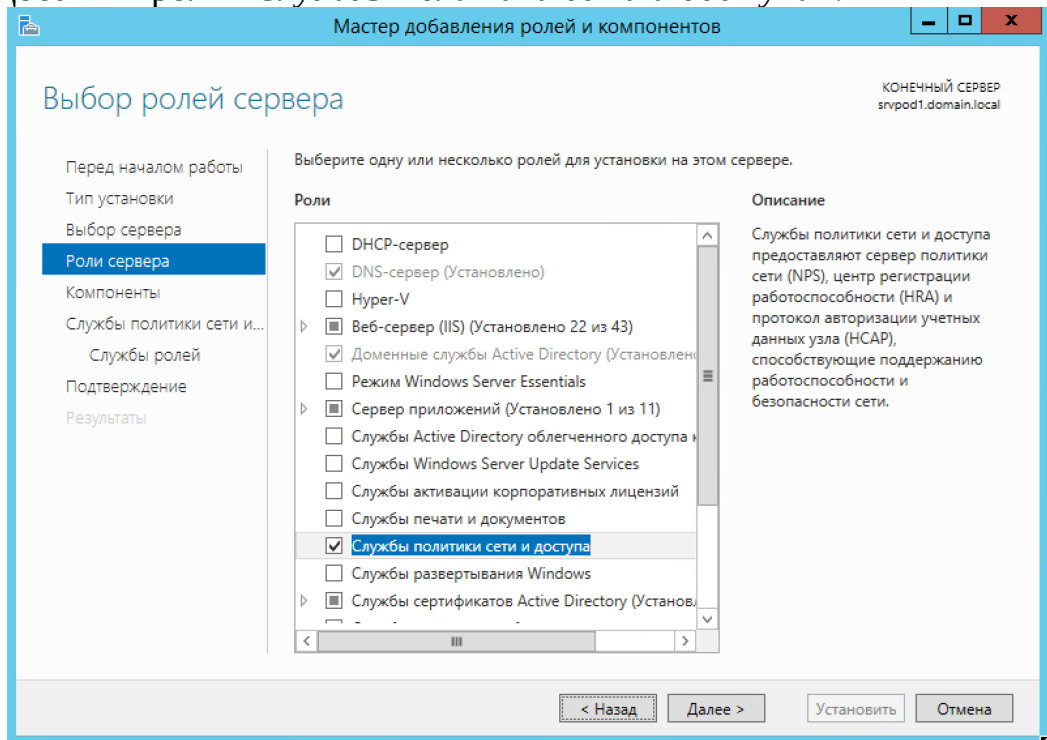 Мастер добавления ролей и компонентов
Выбор ролей сервера
КОНЕЧНЫЙ СЕРВЕР
srvpod1.domain.local
Перед началом работы
Тип установки
Выбор сервера
Роли сервера
Компоненты
Службы политики сети и...
Службы ролей
Подтверждение
Результаты
Выберите одну или несколько ролей для установки на этом сервере.
Роли
DHCP-сервер
DNS-сервер (Установлено)
Hyper-V
Веб-сервер (IIS) (Установлено 22 из 43)
Доменные службы Active Directory (Установлено
Режим Windows Server Essentials
Сервер приложений (Установлено 1 из 11)
Службы Active Directory облегченного доступа к
Службы Windows Server Update Services
Службы активации корпоративных лицензий
Службы печати и документов
Службы политики сети и доступа
Службы развертывания Windows
Службы сертификатов Active Directory (Установл
Описание
Службы политики сети и доступа
предоставляют сервер политики
сети (NPS), центр регистрации
работоспособности (HRA) и
протокол авторизации учетных
данных узла (HCAP),
способствующие поддержанию
работоспособности и
безопасности сети.
< Назад
Далее >
Установить
Отмена